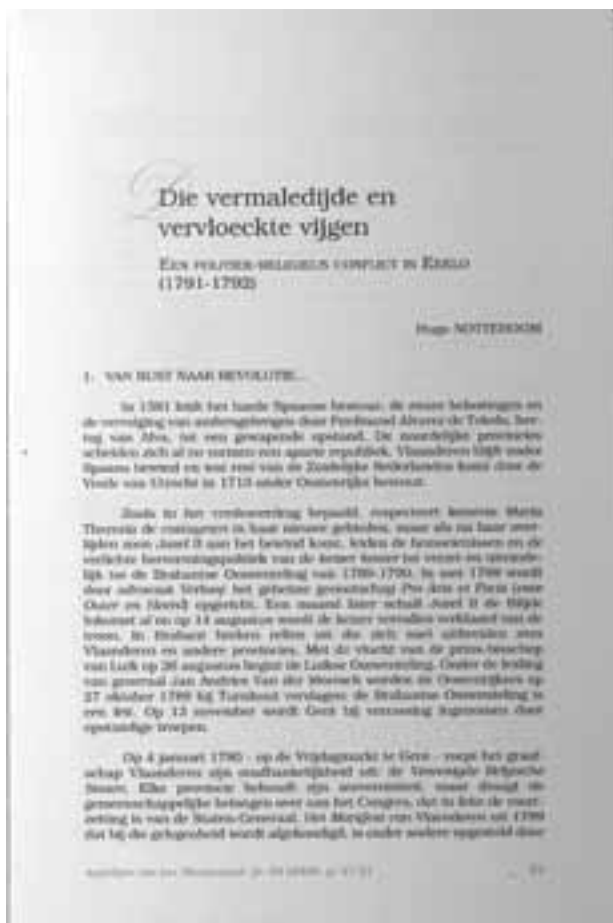 Die vermaledijde en
vervloeckte vijgen
EEN POLITIEK-RELIGIEUS CONFLICT IN EEKLO
(1791-1792)
Hugo NOTTEBOOM
1. VAN RUST NAAR REVOLUTIE...
In 1581 leidt het harde Spaanse bestuur, de zware belastingen en
de vervolging van andersgelovigen door Ferdinand Alvarez de Toledo, her-
tog van Alva, tot een gewapende opstand. De noordelijke provincies
scheiden zich af en vormen een aparte republiek. Vlaanderen blijft onder
Spaans bewind en een rest van de Zuidelijke Nederlanden komt door de
Vrede van Utrecht in 1713 onder Oostenrijks bestuur.
Zoals in het vredesverdrag bepaald, respecteert keizerin Maria
Theresia de in haar nieuwe gebieden, maar als na haar over-
lijden zoon Jozef II aan het bewind komt, leiden de en de
verlichte hervormingspolitiek van de keizer tot verzet en
lijk tot de Brabantse Omwenteling van 1789-1790. In mei 1789 wordt
door advocaat Verlooy het geheime genootschap Pro Aris et Focis (voor
Outer en Heerd) opgericht. Een maand later schaft Jozef II de Blijde
Inkomst af en op 14 augustus wordt de keizer vervallen verklaard van de
troon. In Brabant breken rellen uit die zich snel uitbreiden over
Vlaanderen en andere provincies. Met de vlucht van de prins-bisschop
van Luik op 26 augustus begint de Luikse Omwenteling. Onder de leiding
van generaal Jan Andries Van der Mersch worden de Oostenrijkers op
27 oktober 1789 bij Turnhout verslagen: de Brabantse Omwenteling is
een feit. Op 13 november wordt Gent bij verrassing ingenomen door
opstandige troepen.
Op 4 januari 1790 - op de Vrijdagmarkt te Gent - roept het graaf-
schap Vlaanderen zijn onafhankelijkheid uit: de Vereenigde Belgische
Staten. Elke provincie behoudt zijn soevereiniteit, maar draagt de
gemeenschappelijke belangen over aan het Congres, dat in feite de voort-
zetting is van de Staten-Generaal. Het Manifest van Vlaanderen uit 1790
dat bij die gelegenheid wordt afgekondigd, is onder andere opgesteld door